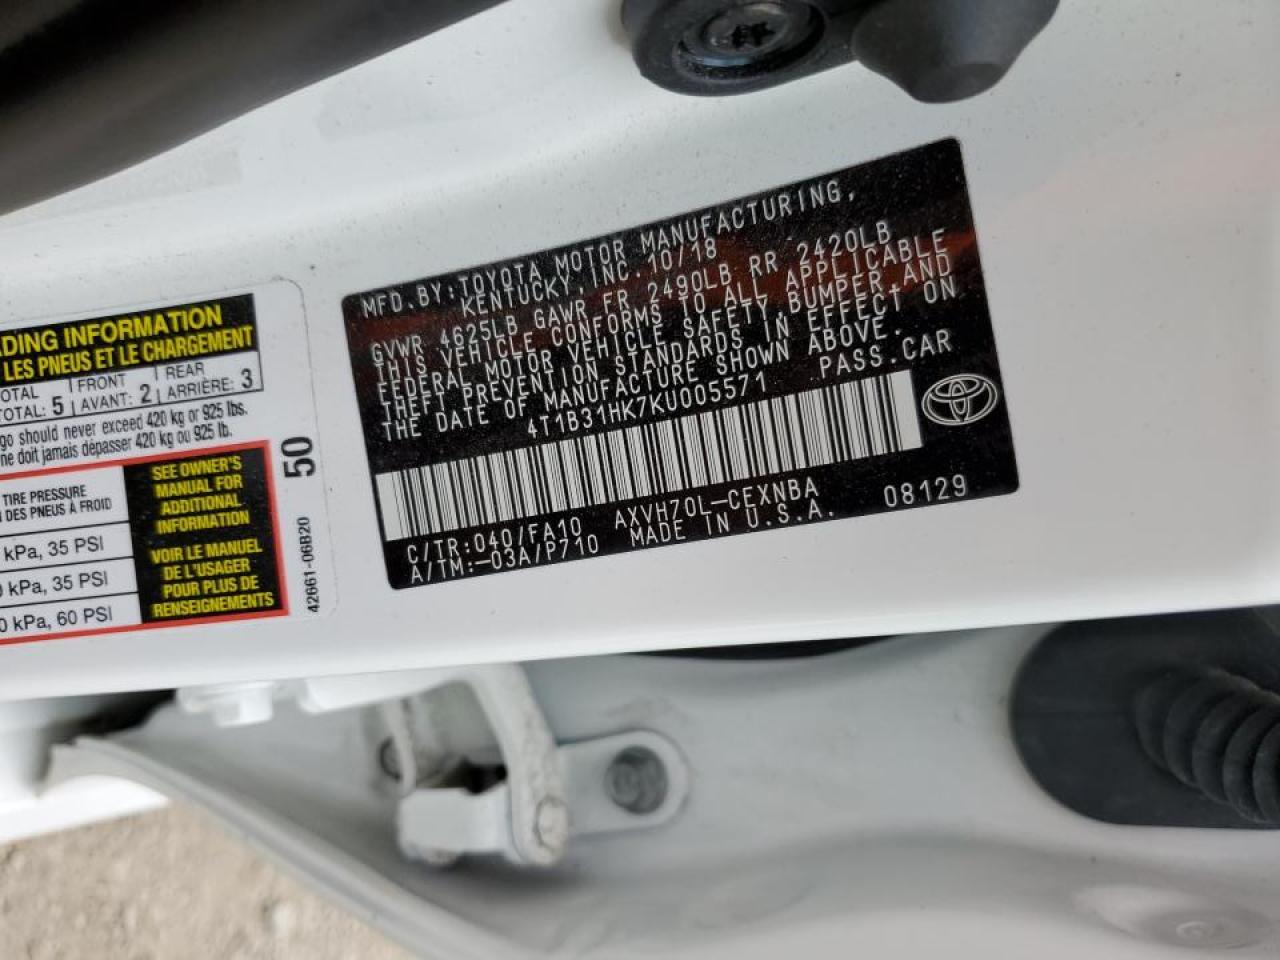 MFD.BY:TOYOTA MOTOR MANUFACTURING,
KENTUCKY,INC.10/18
GVWR 4625LB GAWR FR 2490LB RR 2420LB
THIS VEHICLE CONFORMS TO ALL APPLICABLE
FEDERAL MOTOR VEHICLE SAFETY,BUMPER,AND
THEFT PREVENTION STANDARDS IN EFFECT ON
THE DATE OF MANUFACTURE SHOWN ABOVE.
4T1B31HK7KU005571 PASS.CAR
C/TR:040/FA10 AXVH70L-CEXNBA 08129
A/TM:-03A/P710 MADE IN U.S.A.
ADING INFORMATION
LES PNEUS ET LE CHARGEMENT
OTAL FRONT REAR
TOTAL: 5 AVANT: 2 ARRIÈRE: 3
go should never exceed 420 kg or 925 lbs.
ne doit jamais dépasser 420 kg ou 925 lb.
TIRE PRESSURE
DES PNEUS À FROID
kPa, 35 PSI
0 kPa, 35 PSI
0 kPa, 60 PSI
SEE OWNER'S
MANUAL FOR
ADDITIONAL
INFORMATION
VOIR LE MANUEL
DE L'USAGER
POUR PLUS DE
RENSEIGNEMENTS
50
42661-06B20